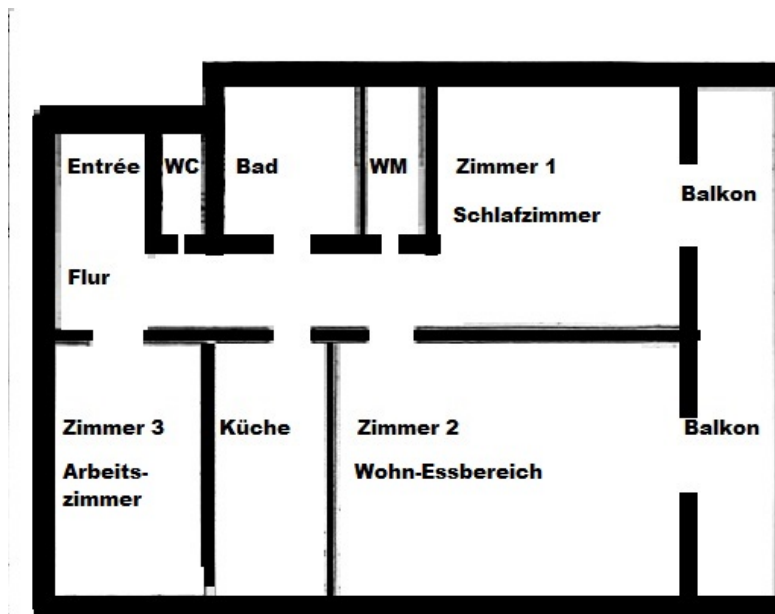 Entrée
WC
Bad
WM
Zimmer 1
Schlafzimmer
Balkon
Flur
Zimmer 3
Arbeits-
zimmer
Küche
Zimmer 2
Wohn-Essbereich
Balkon